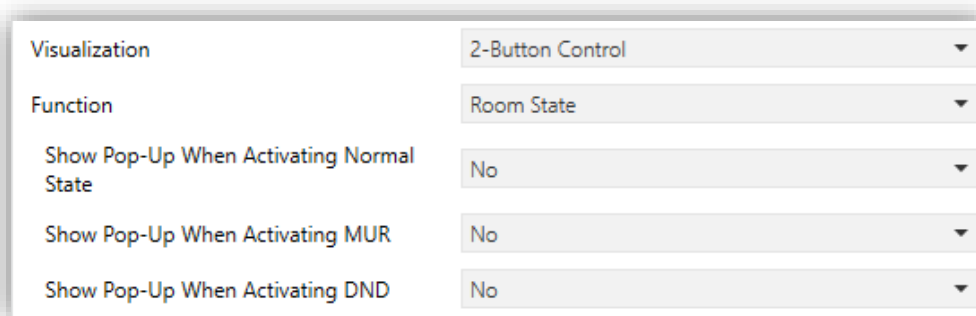 Visualization
2-Button Control
Function
Room State
Show Pop-Up When Activating Normal
State
No
Show Pop-Up When Activating MUR
No
Show Pop-Up When Activating DND
No